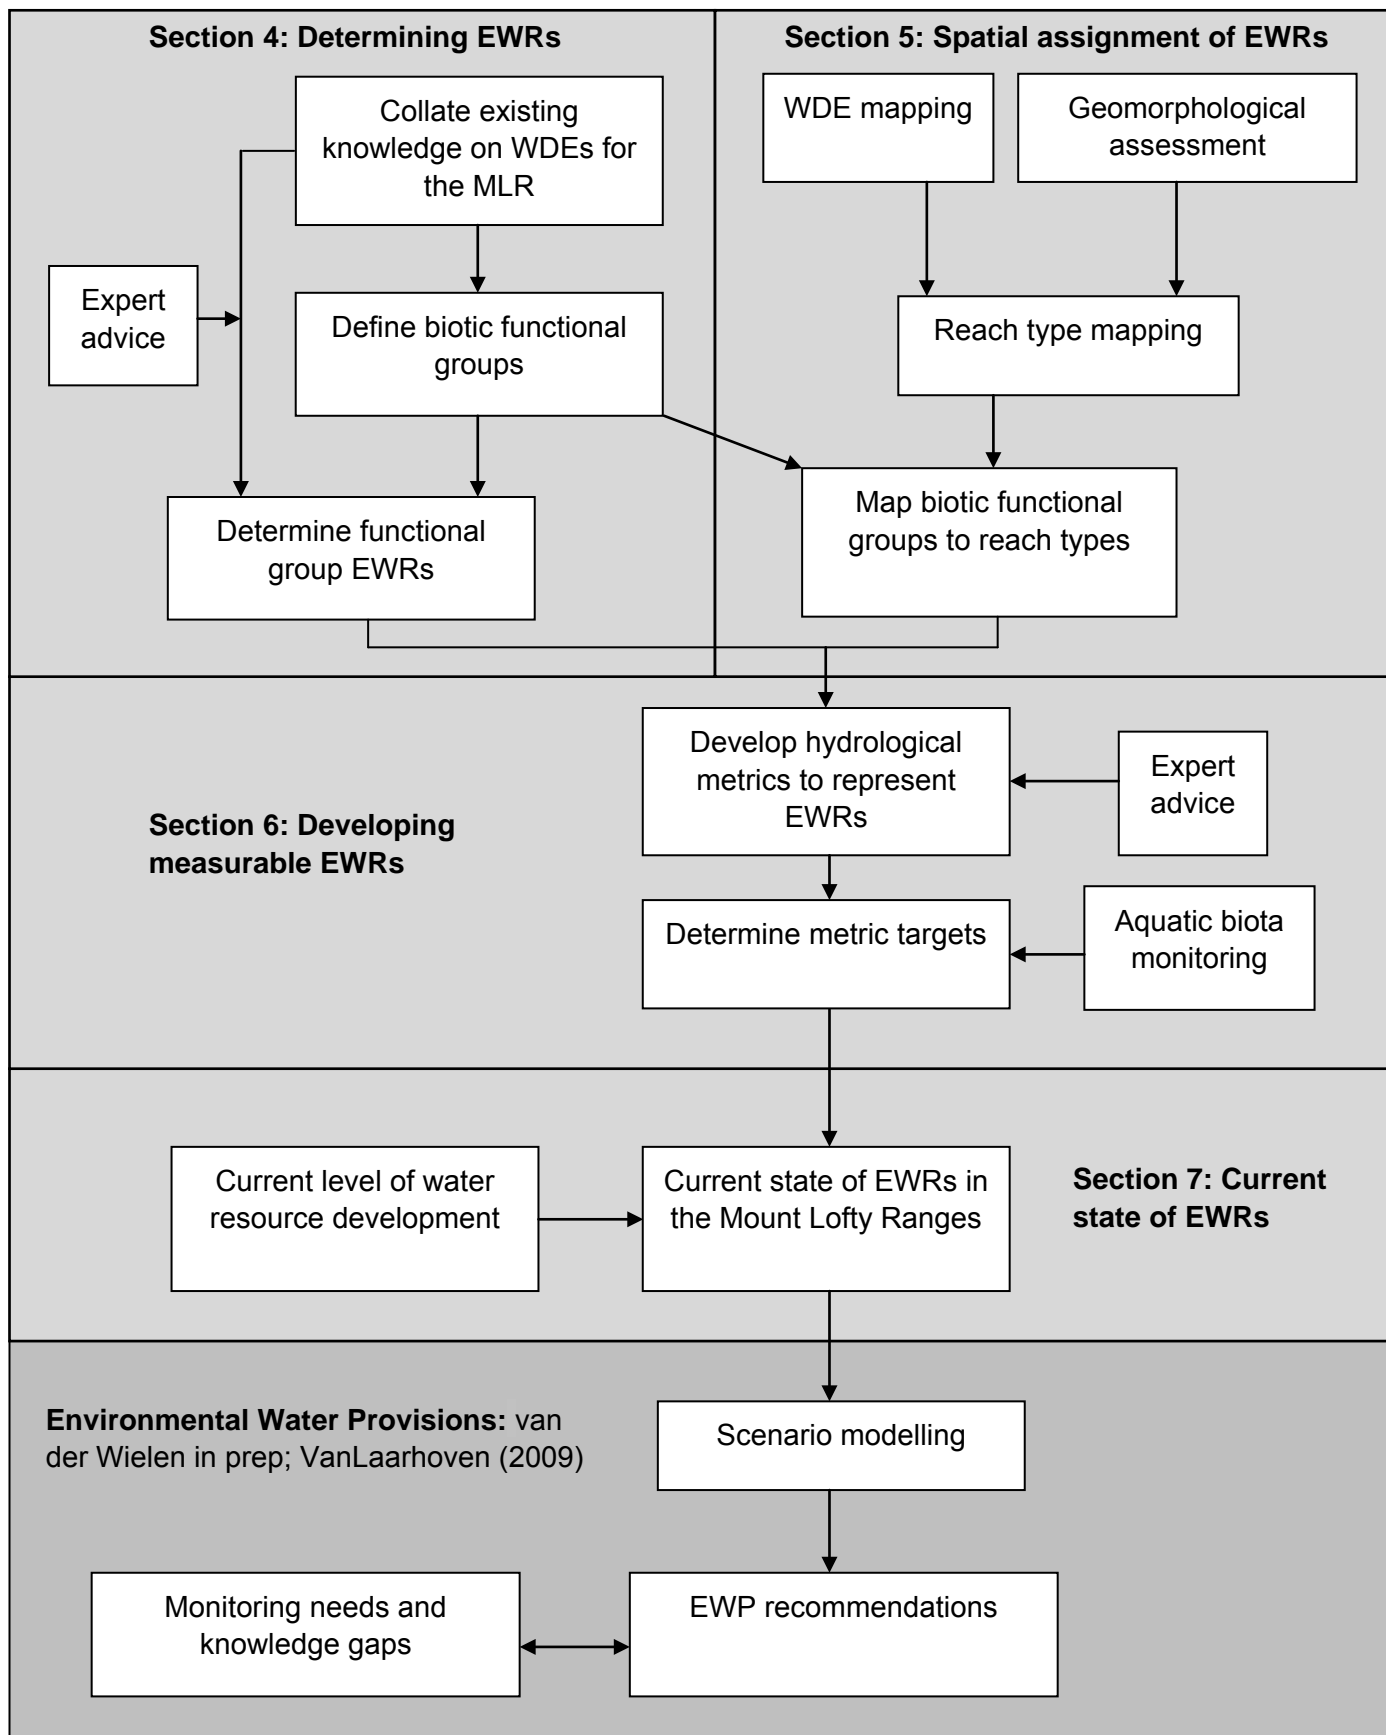 Section 4: Determining EWRs
Collate existing
knowledge on WDEs for
the MLR
Expert
advice
Define biotic functional
groups
Determine functional
group EWRs
Section 5: Spatial assignment of EWRs
WDE mapping
Geomorphological
assessment
Reach type mapping
Map biotic functional
groups to reach types
Section 6: Developing
measurable EWRs
Develop hydrological
metrics to represent
EWRs
Expert
advice
Determine metric targets
Aquatic biota
monitoring
Current level of water
resource development
Current state of EWRs in
the Mount Lofty Ranges
Section 7: Current
state of EWRs
Environmental Water Provisions: van
der Wielen in prep; VanLaarhoven (2009)
Scenario modelling
Monitoring needs and
knowledge gaps
EWP recommendations